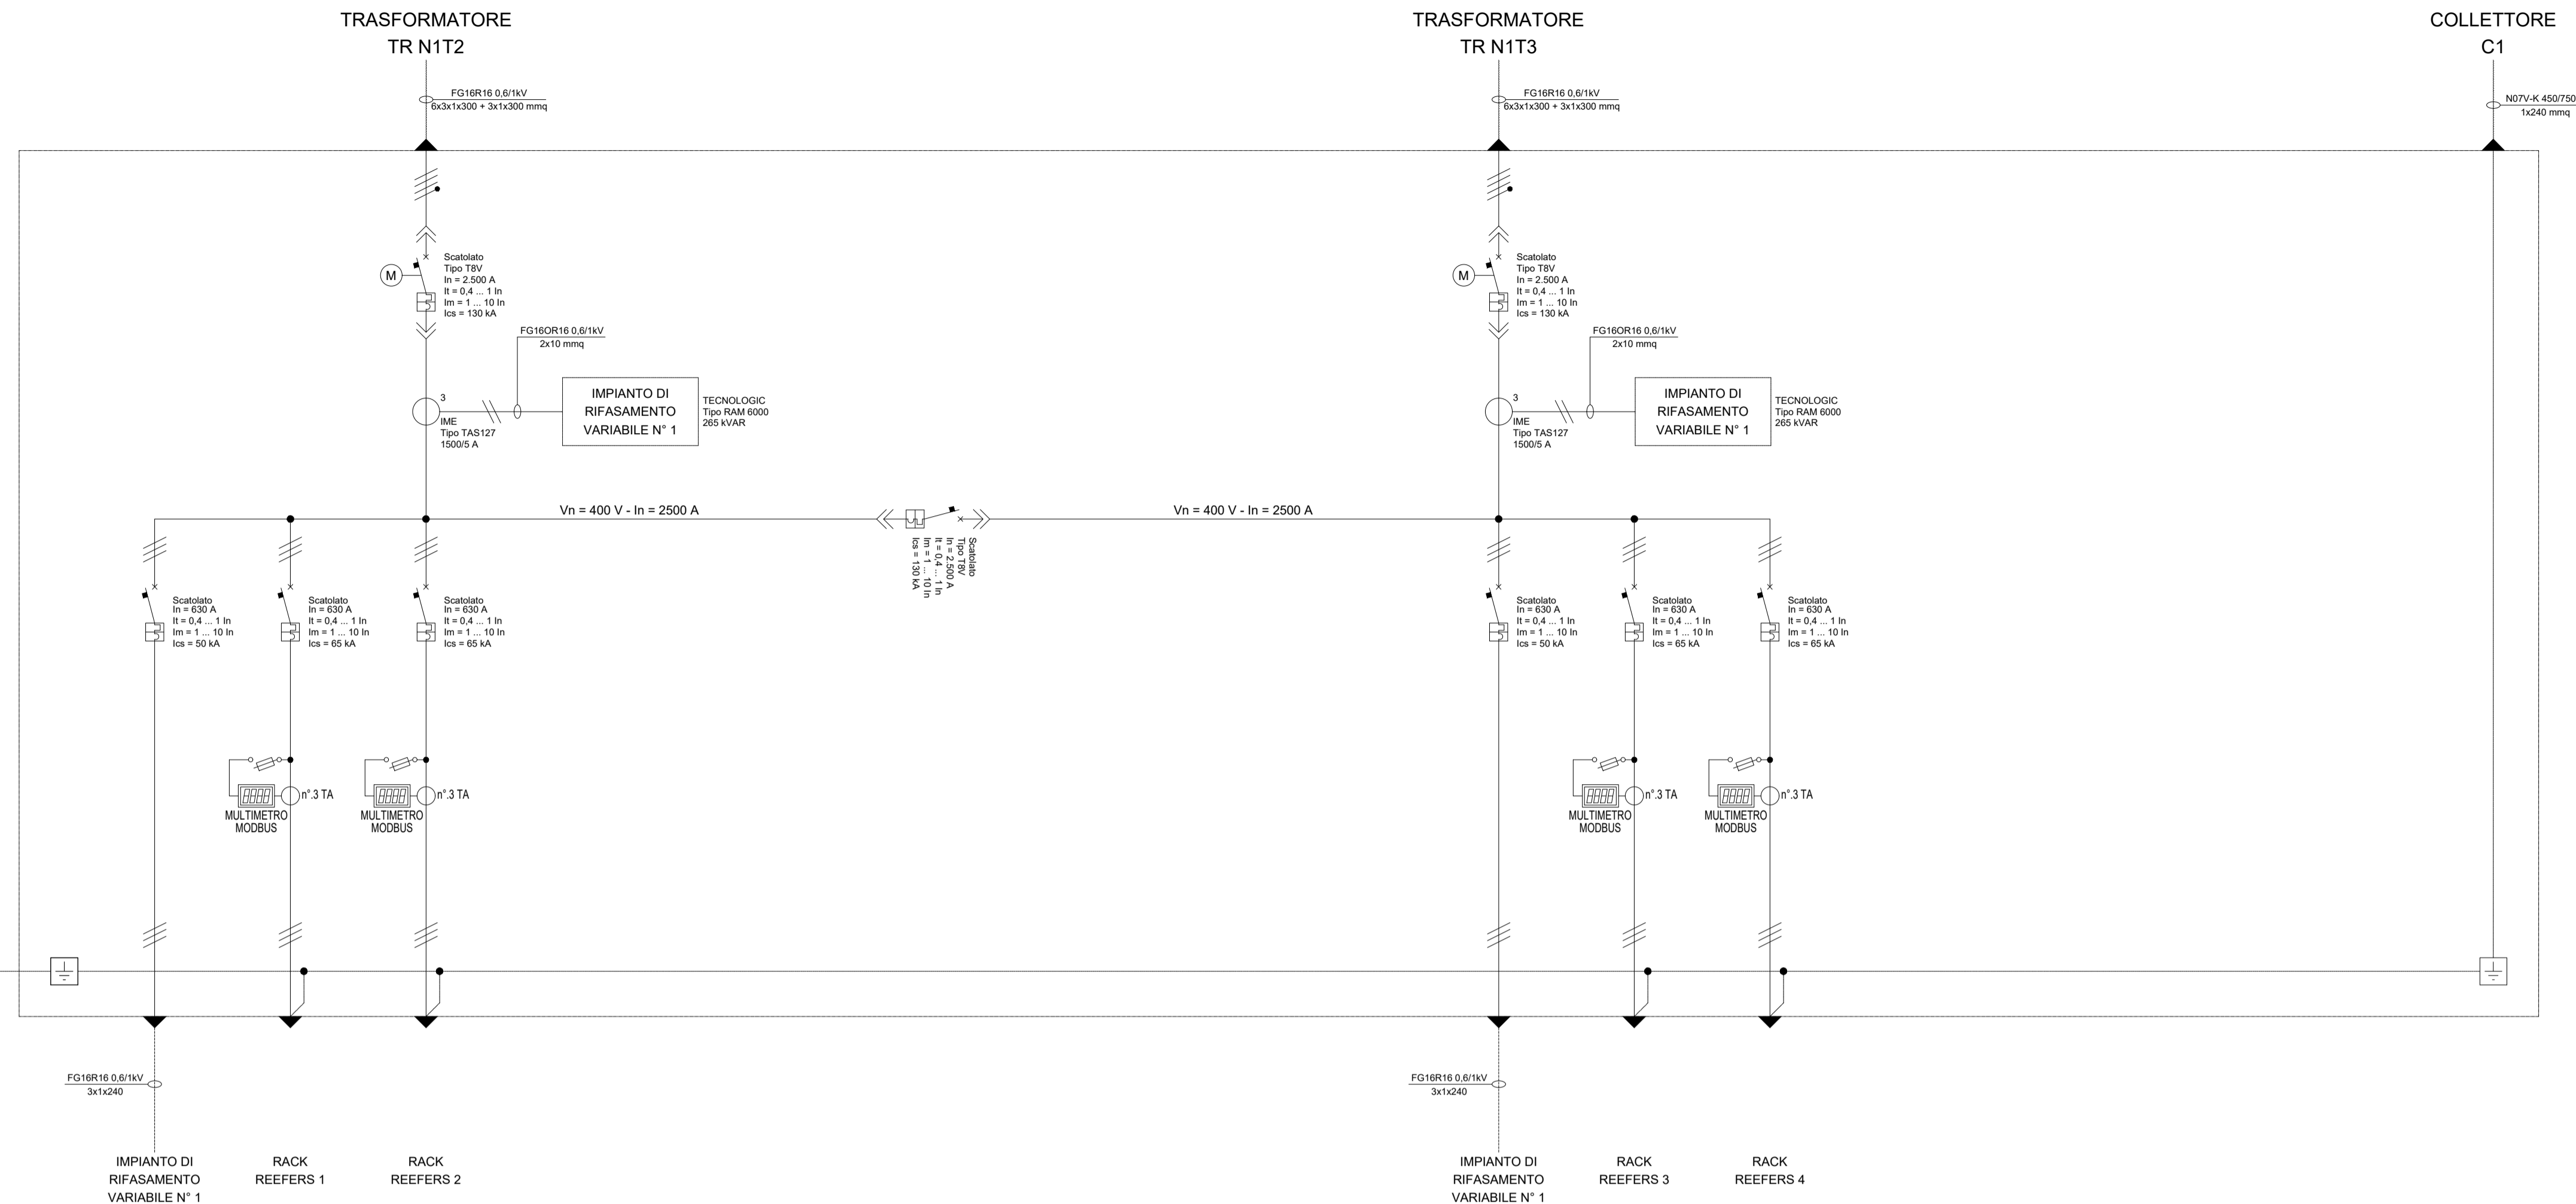 TRASFORMATORE
TR N1T2
TRASFORMATORE
TR N1T3
COLLETTORE
C1
FG16R16 0,6/1kV
6x3x1x300 + 3x1x300 mmq
FG16R16 0,6/1kV
6x3x1x300 + 3x1x300 mmq
N07V-K 450/750
1x240 mmq
M
Scatolato
Tipo T8V
In = 2.500 A
It = 0,4 ... 1 In
Im = 1 ... 10 In
Ics = 130 kA
M
Scatolato
Tipo T8V
In = 2.500 A
It = 0,4 ... 1 In
Im = 1 ... 10 In
Ics = 130 kA
FG16OR16 0,6/1kV
2x10 mmq
3
IME
Tipo TAS127
1500/5 A
IMPIANTO DI
RIFASAMENTO
VARIABILE N° 1
TECNOLOGIC
Tipo RAM 6000
265 kVAR
FG16OR16 0,6/1kV
2x10 mmq
3
IME
Tipo TAS127
1500/5 A
IMPIANTO DI
RIFASAMENTO
VARIABILE N° 1
TECNOLOGIC
Tipo RAM 6000
265 kVAR
Vn = 400 V - In = 2500 A
Vn = 400 V - In = 2500 A
Scatolato
Tipo T8V
In = 2.500 A
It = 0,4 ... 1 In
Im = 1 ... 10 In
Ics = 130 kA
Scatolato
In = 630 A
It = 0,4 ... 1 In
Im = 1 ... 10 In
Ics = 50 kA
Scatolato
In = 630 A
It = 0,4 ... 1 In
Im = 1 ... 10 In
Ics = 65 kA
Scatolato
In = 630 A
It = 0,4 ... 1 In
Im = 1 ... 10 In
Ics = 65 kA
Scatolato
In = 630 A
It = 0,4 ... 1 In
Im = 1 ... 10 In
Ics = 50 kA
Scatolato
In = 630 A
It = 0,4 ... 1 In
Im = 1 ... 10 In
Ics = 65 kA
Scatolato
In = 630 A
It = 0,4 ... 1 In
Im = 1 ... 10 In
Ics = 65 kA
n°.3 TA
MULTIMETRO
MODBUS
n°.3 TA
MULTIMETRO
MODBUS
n°.3 TA
MULTIMETRO
MODBUS
n°.3 TA
MULTIMETRO
MODBUS
FG16R16 0,6/1kV
3x1x240
FG16R16 0,6/1kV
3x1x240
IMPIANTO DI
RIFASAMENTO
VARIABILE N° 1
RACK
REEFERS 1
RACK
REEFERS 2
IMPIANTO DI
RIFASAMENTO
VARIABILE N° 1
RACK
REEFERS 3
RACK
REEFERS 4